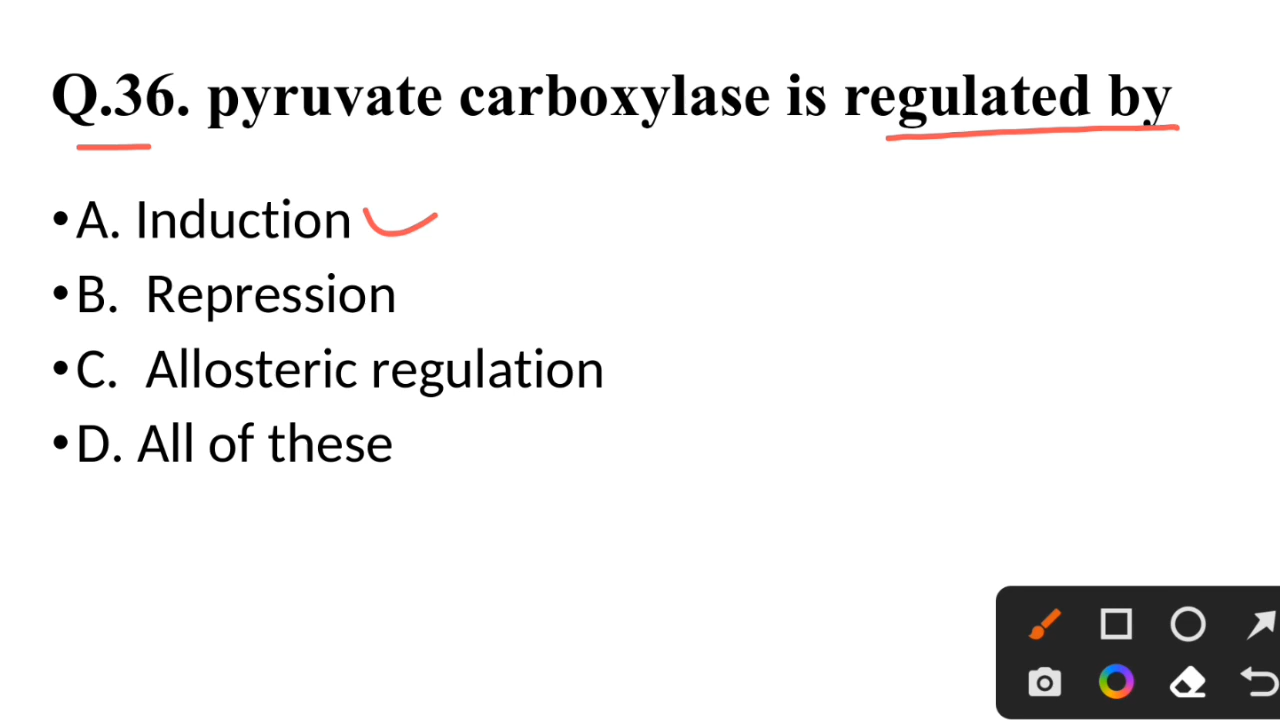 Q.36. pyruvate carboxylase is regulated by
•A. Induction
•B. Repression
•C. Allosteric regulation
•D. All of these